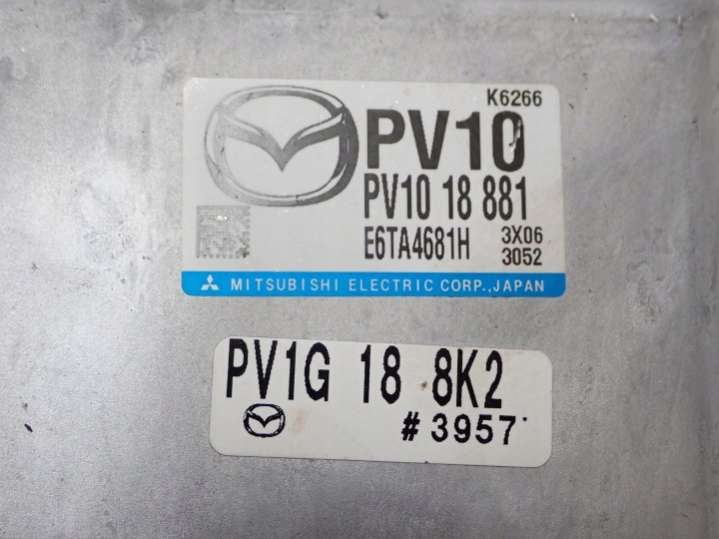 K6266
PV10
PV10 18 881
E6TA4681H 3X06
3052
MITSUBISHI ELECTRIC CORP., JAPAN
PV1G 18 8K2
#3957